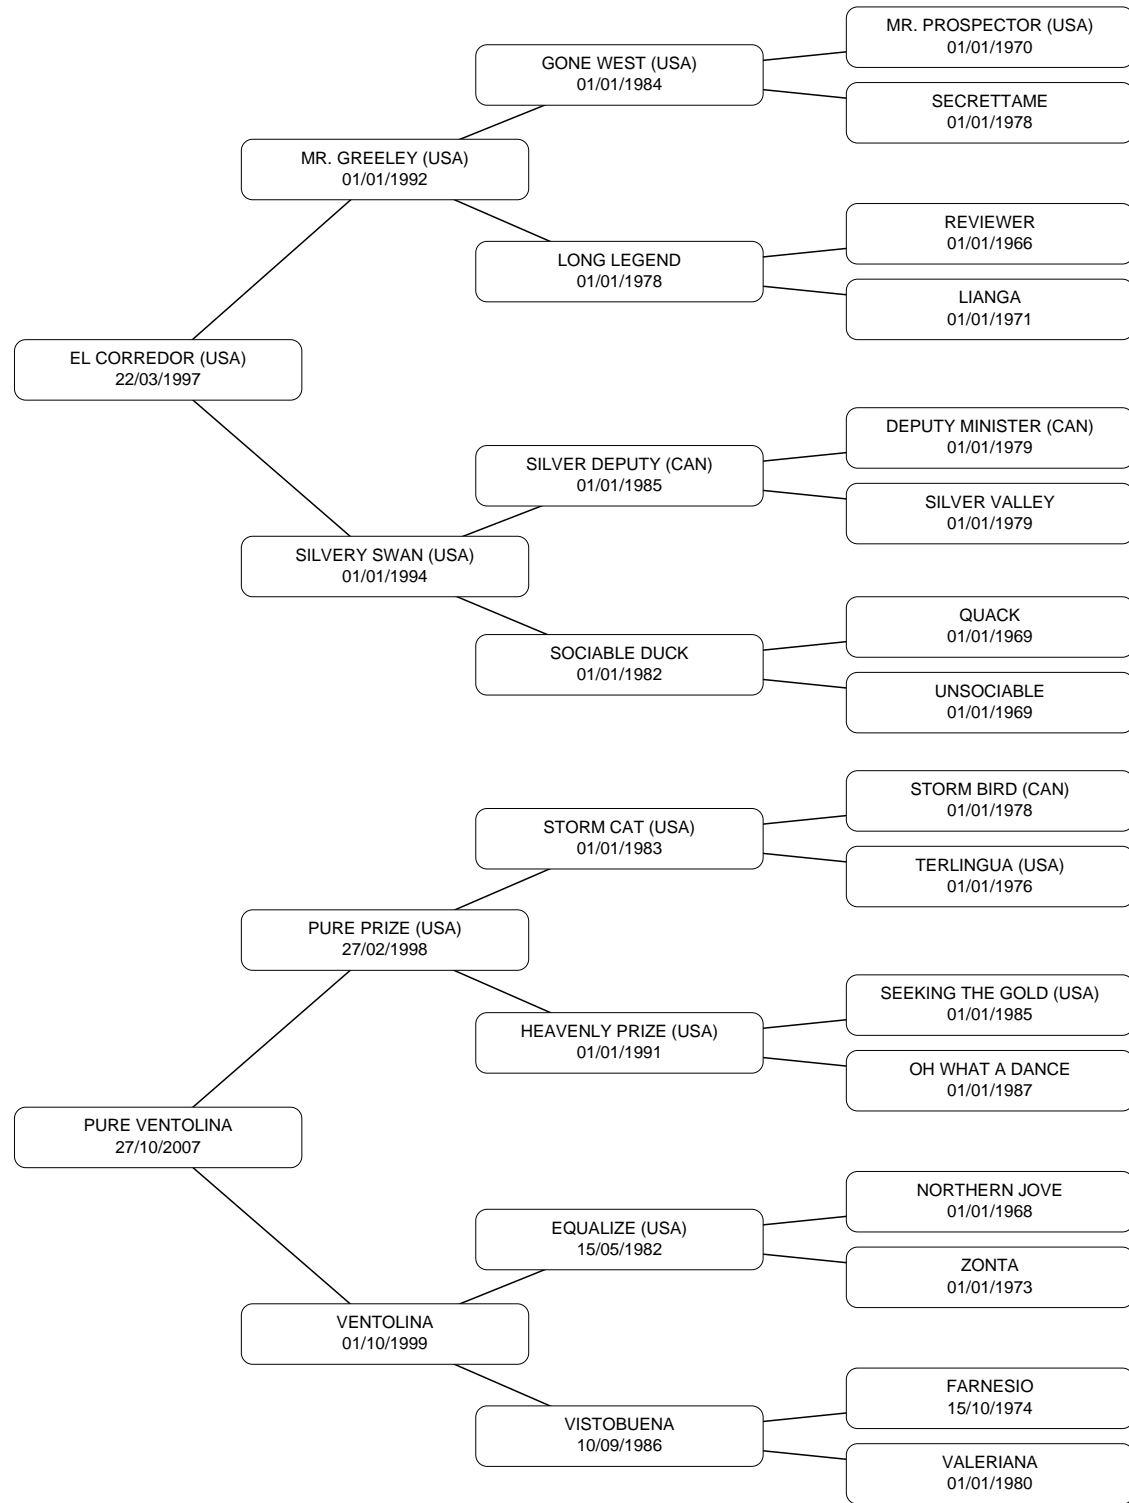 MR. PROSPECTOR (USA)
01/01/1970
GONE WEST (USA)
01/01/1984
SECRETTAME
01/01/1978
MR. GREELEY (USA)
01/01/1992
REVIEWER
01/01/1966
LONG LEGEND
01/01/1978
LIANGA
01/01/1971
EL CORREDOR (USA)
22/03/1997
DEPUTY MINISTER (CAN)
01/01/1979
SILVER DEPUTY (CAN)
01/01/1985
SILVER VALLEY
01/01/1979
SILVERY SWAN (USA)
01/01/1994
QUACK
01/01/1969
SOCIABLE DUCK
01/01/1982
UNSOCIABLE
01/01/1969
STORM BIRD (CAN)
01/01/1978
STORM CAT (USA)
01/01/1983
TERLINGUA (USA)
01/01/1976
PURE PRIZE (USA)
27/02/1998
SEEKING THE GOLD (USA)
01/01/1985
HEAVENLY PRIZE (USA)
01/01/1991
OH WHAT A DANCE
01/01/1987
PURE VENTOLINA
27/10/2007
NORTHERN JOVE
01/01/1968
EQUALIZE (USA)
15/05/1982
ZONTA
01/01/1973
VENTOLINA
01/10/1999
FARNESIO
15/10/1974
VISTOBUENA
10/09/1986
VALERIANA
01/01/1980